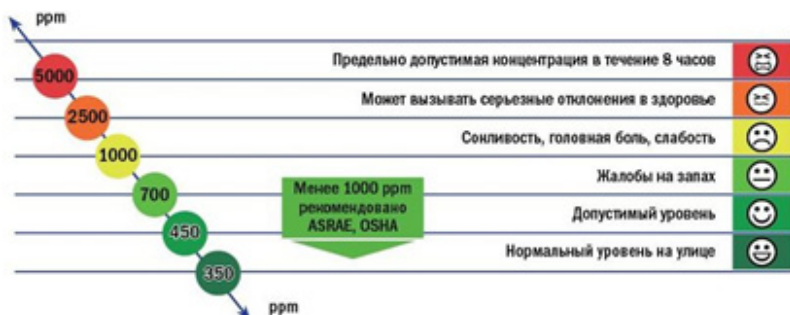 ppm
Предельно допустимая концентрация в течение 8 часов
5000
Может вызывать серьезные отклонения в здоровье
2500
Сонливость, головная боль, слабость
1000
Жалобы на запах
700
Менее 1000 ppm
рекомендовано
ASRAE, OSHA
Допустимый уровень
450
Нормальный уровень на улице
350
ppm